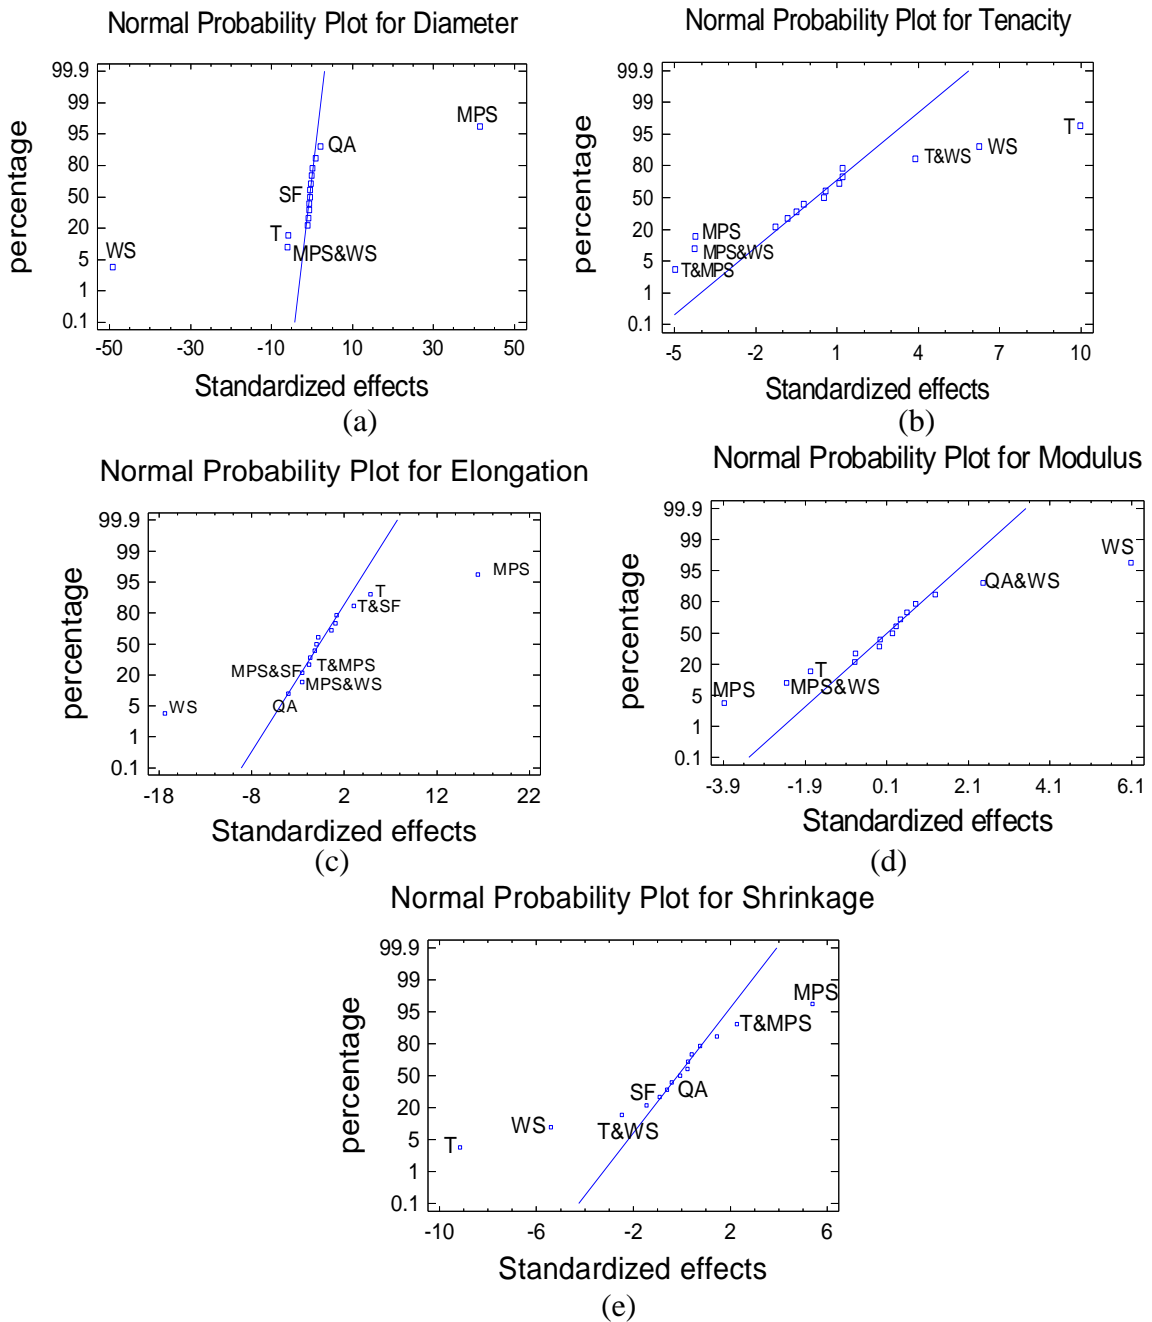 Normal Probability Plot for Diameter
99.9
99
95
80
50
20
5
1
0.1
percentage
MPS
QA
SF
T
MPS&WS
WS
-50 -30 -10 10 30 50
Standardized effects
(a)
Normal Probability Plot for Tenacity
99.9
99
95
80
50
20
5
1
0.1
percentage
T
WS
T&WS
MPS
MPS&WS
T&MPS
-5 -2 1 4 7 10
Standardized effects
(b)
Normal Probability Plot for Elongation
99.9
99
95
80
50
20
5
1
0.1
percentage
MPS
T
T&SF
MPS&SF T&MPS
MPS&WS
QA
WS
-18 -8 2 12 22
Standardized effects
(c)
Normal Probability Plot for Modulus
99.9
99
95
80
50
20
5
1
0.1
percentage
WS
QA&WS
T
MPS&WS
MPS
-3.9 -1.9 0.1 2.1 4.1 6.1
Standardized effects
(d)
Normal Probability Plot for Shrinkage
99.9
99
95
80
50
20
5
1
0.1
percentage
MPS
T&MPS
SF QA
WS T&WS
T
-10 -6 -2 2 6
Standardized effects
(e)